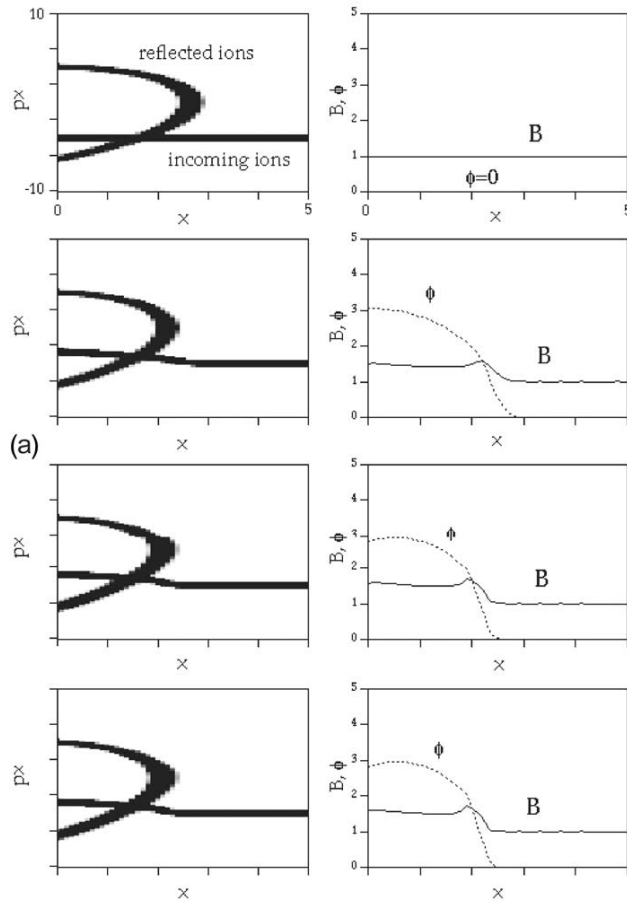 10
px
-10
reflected ions
incoming ions
0
x
5
5
4
3
2
1
0
B, ϕ
B
ϕ=0
0
x
5
px
x
5
4
3
2
1
0
B, ϕ
ϕ
B
x
(a)
px
x
5
4
3
2
1
0
B, ϕ
ϕ
B
x
px
x
5
4
3
2
1
0
B, ϕ
ϕ
B
x